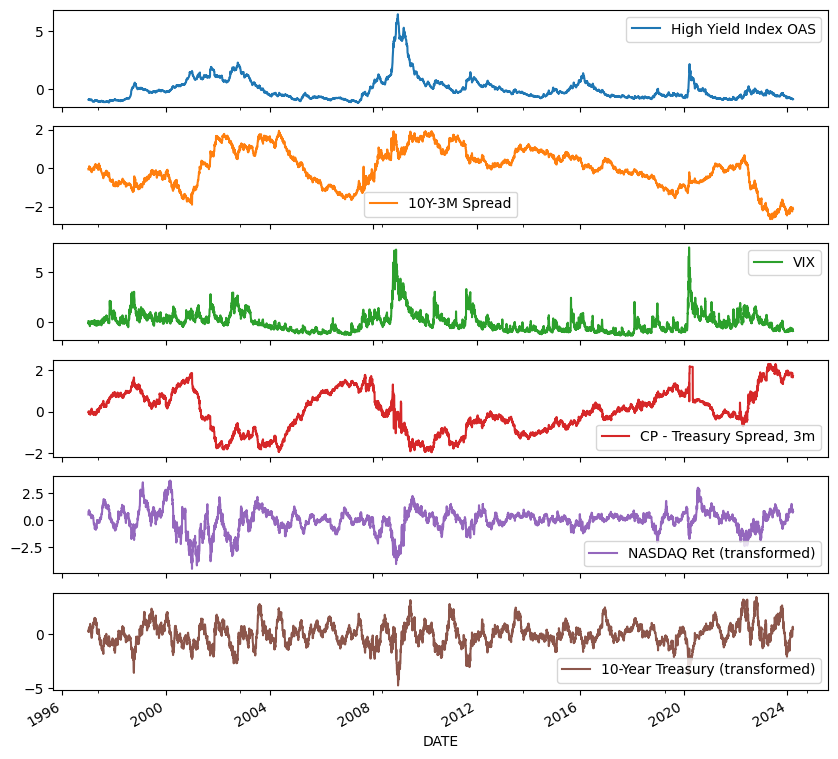 High Yield Index OAS
5
0
10Y-3M Spread
2
0
−2
VIX
5
0
CP - Treasury Spread, 3m
2
0
−2
NASDAQ Ret (transformed)
2.5
0.0
−2.5
10-Year Treasury (transformed)
0
−5
1996 2000 2004 2008 2012 2016 2020 2024
DATE